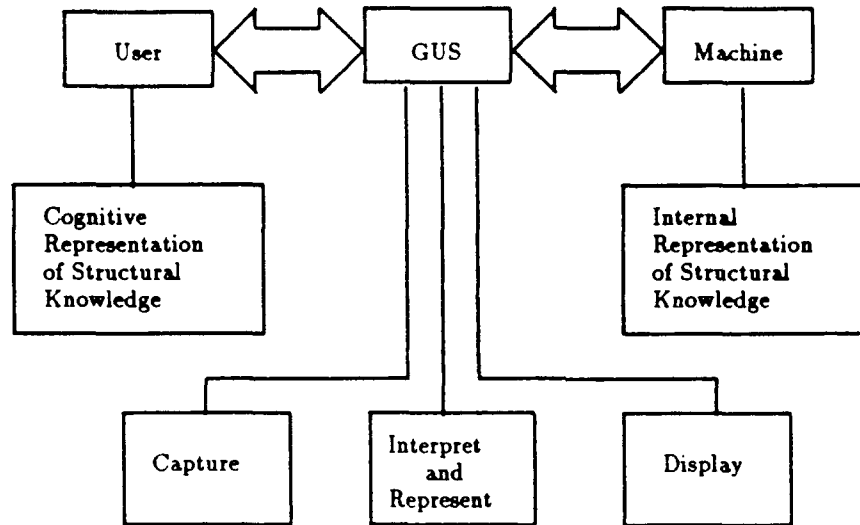 User
GUS
Machine
Cognitive
Representation
of Structural
Knowledge
Internal
Representation
of Structural
Knowledge
Capture
Interpret
and
Represent
Display